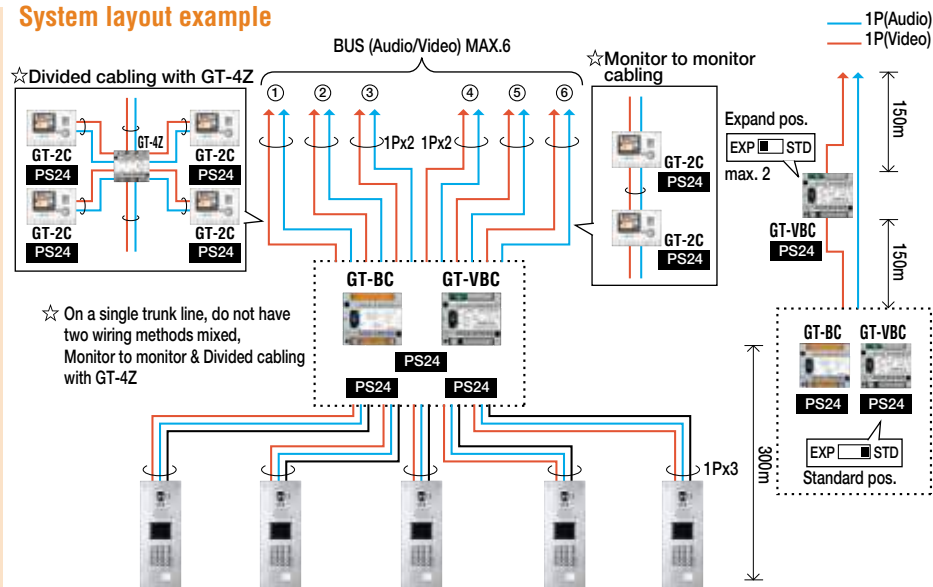 System layout example
1P(Audio)
1P(Video)
BUS (Audio/Video) MAX.6
☆Divided cabling with GT-4Z
☆Monitor to monitor
cabling
① ② ③ ④ ⑤ ⑥
1Px2 1Px2
GT-4Z
GT-2C
PS24
GT-2C
PS24
GT-2C
PS24
GT-2C
PS24
GT-2C
PS24
GT-2C
PS24
Expand pos.
EXP STD
max. 2
GT-VBC
PS24
150m
150m
GT-BC GT-VBC
PS24
PS24 PS24
☆ On a single trunk line, do not have
two wiring methods mixed,
Monitor to monitor & Divided cabling
with GT-4Z
GT-BC GT-VBC
PS24 PS24
EXP STD
Standard pos.
300m
1Px3